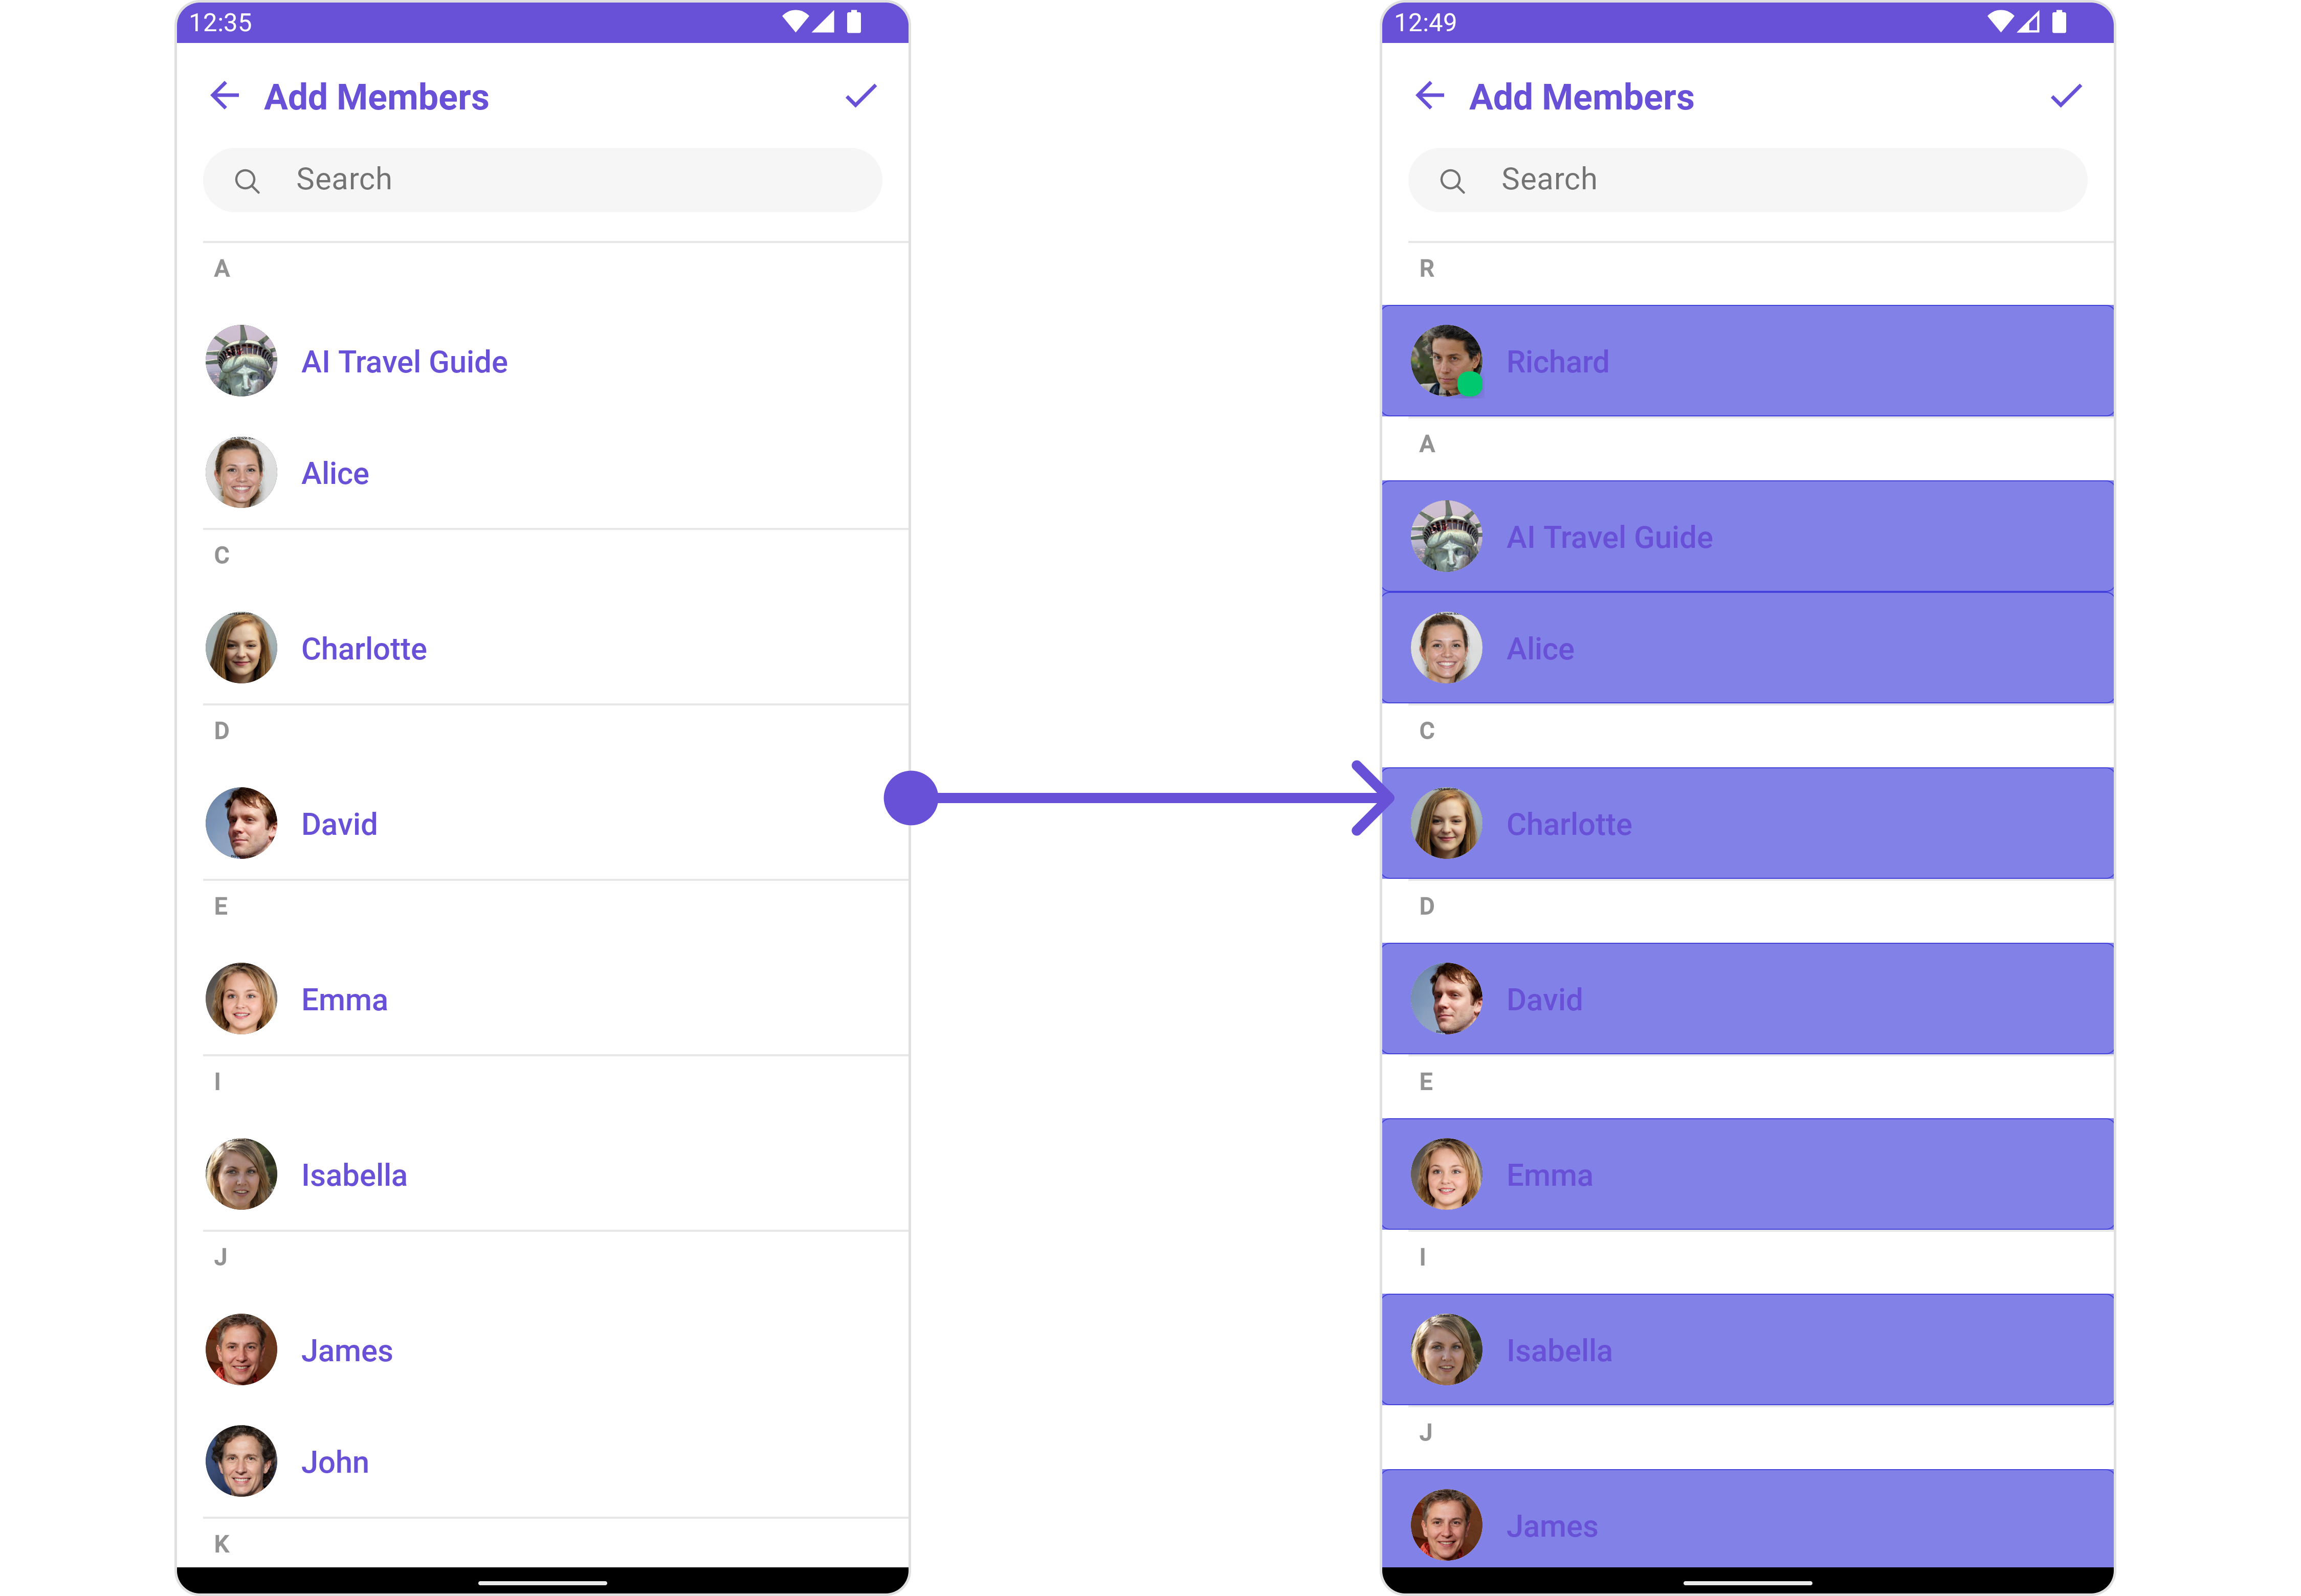 12:35
Add Members
Search
A
AI Travel Guide
Alice
C
Charlotte
D
David
E
Emma
I
Isabella
J
James
John
K
12:49
Add Members
Search
R
Richard
A
AI Travel Guide
Alice
C
Charlotte
D
David
E
Emma
I
Isabella
J
James